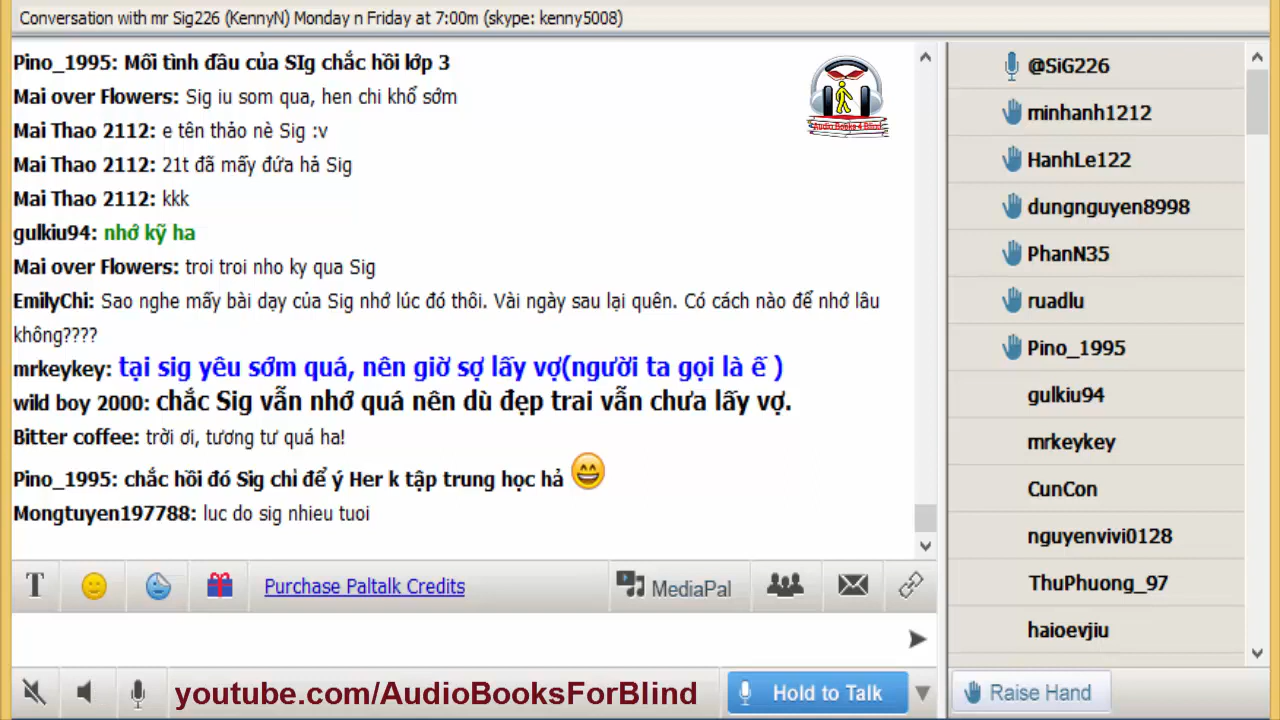 Conversation with mr Sig226 (KennyN) Monday n Friday at 7:00m (skype: kenny5008)
Pino_1995: Mối tình đầu của SIg chắc hồi lớp 3
Mai over Flowers: Sig iu som qua, hen chi khổ sớm
Mai Thao 2112: e tên thảo nè Sig :v
Mai Thao 2112: 21t đã mấy đứa hả Sig
Mai Thao 2112: kkk
gulkiu94: nhớ kỹ ha
Mai over Flowers: troi troi nho ky qua Sig
EmilyChi: Sao nghe mấy bài dạy của Sig nhớ lúc đó thôi. Vài ngày sau lại quên. Có cách nào để nhớ lâu
không????
mrkeykey: tại sig yêu sớm quá, nên giờ sợ lấy vợ(người ta gọi là ế )
wild boy 2000: chắc Sig vẫn nhớ quá nên dù đẹp trai vẫn chưa lấy vợ.
Bitter coffee: trời ơi, tương tư quá ha!
Pino_1995: chắc hồi đó Sig chỉ để ý Her k tập trung học hả
Mongtuyen197788: luc do sig nhieu tuoi
Audio Books 4 Blind
@SiG226
minhanh1212
HanhLe122
dungnguyen8998
PhanN35
ruadlu
Pino_1995
gulkiu94
mrkeykey
CunCon
nguyenvivi0128
ThuPhuong_97
haioevjiu
T
Purchase Paltalk Credits
MediaPal
youtube.com/AudioBooksForBlind
Hold to Talk
Raise Hand